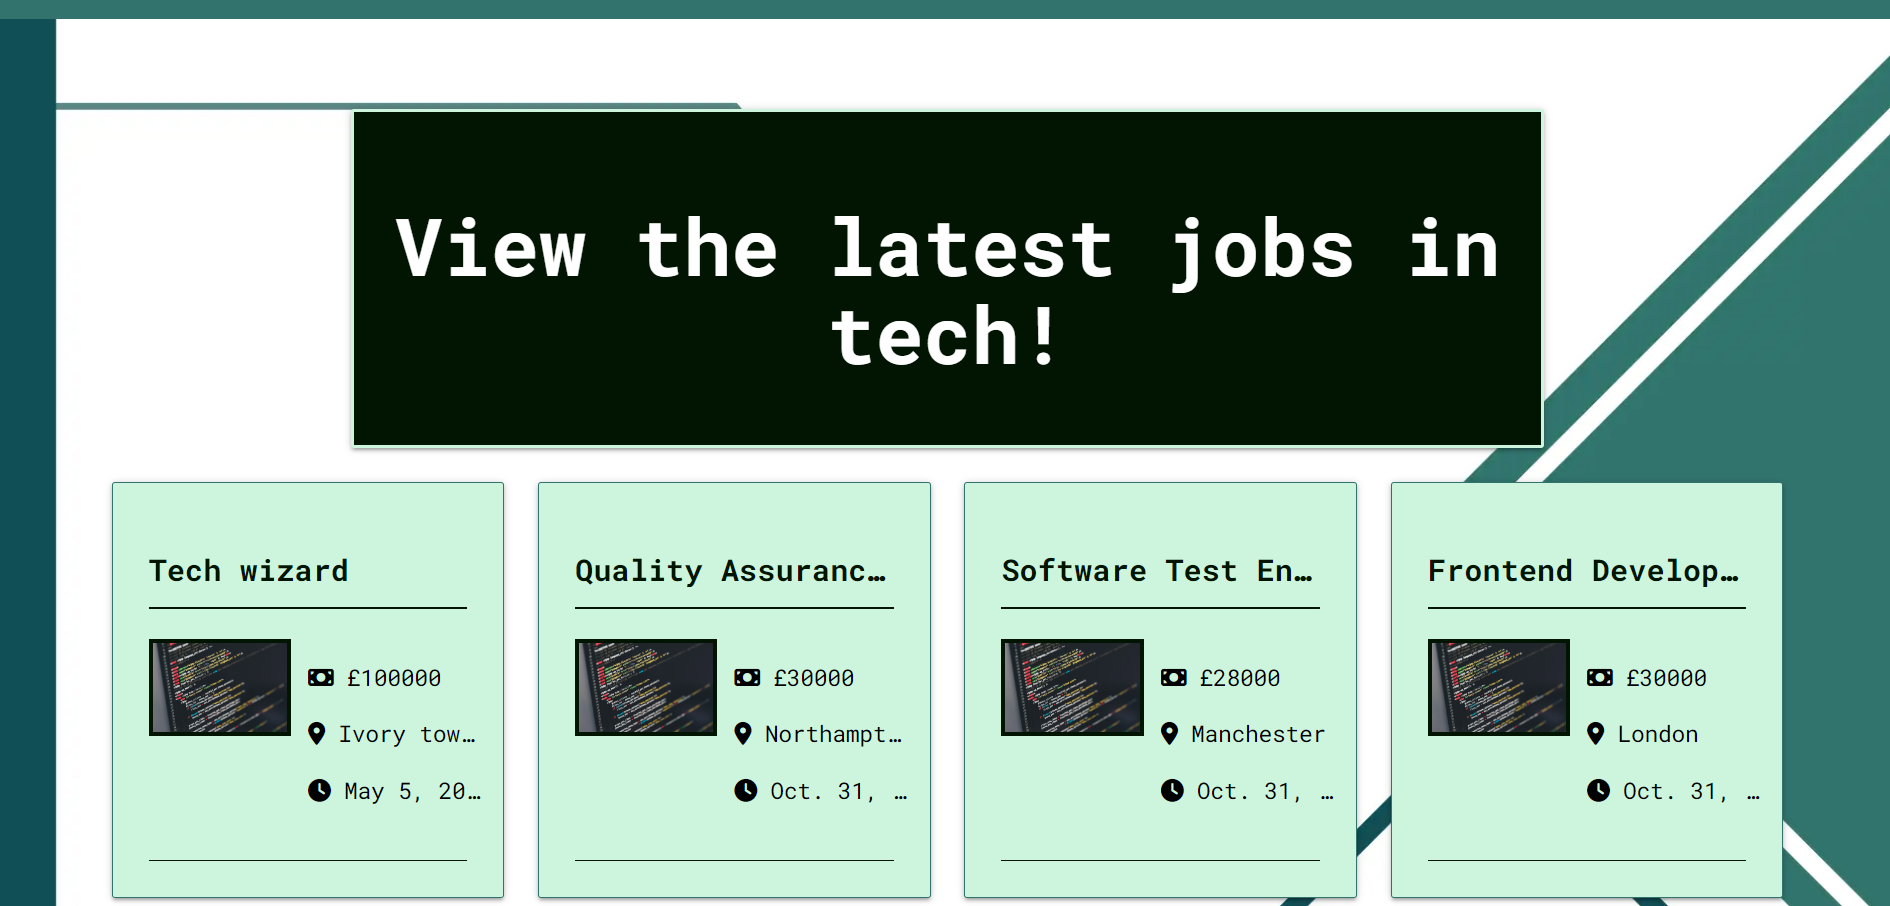 View the latest jobs in
tech!
Tech wizard
£100000
Ivory tow…
May 5, 20…
Quality Assuranc…
£30000
Northampt…
Oct. 31, …
Software Test En…
£28000
Manchester
Oct. 31, …
Frontend Develop…
£30000
London
Oct. 31, …